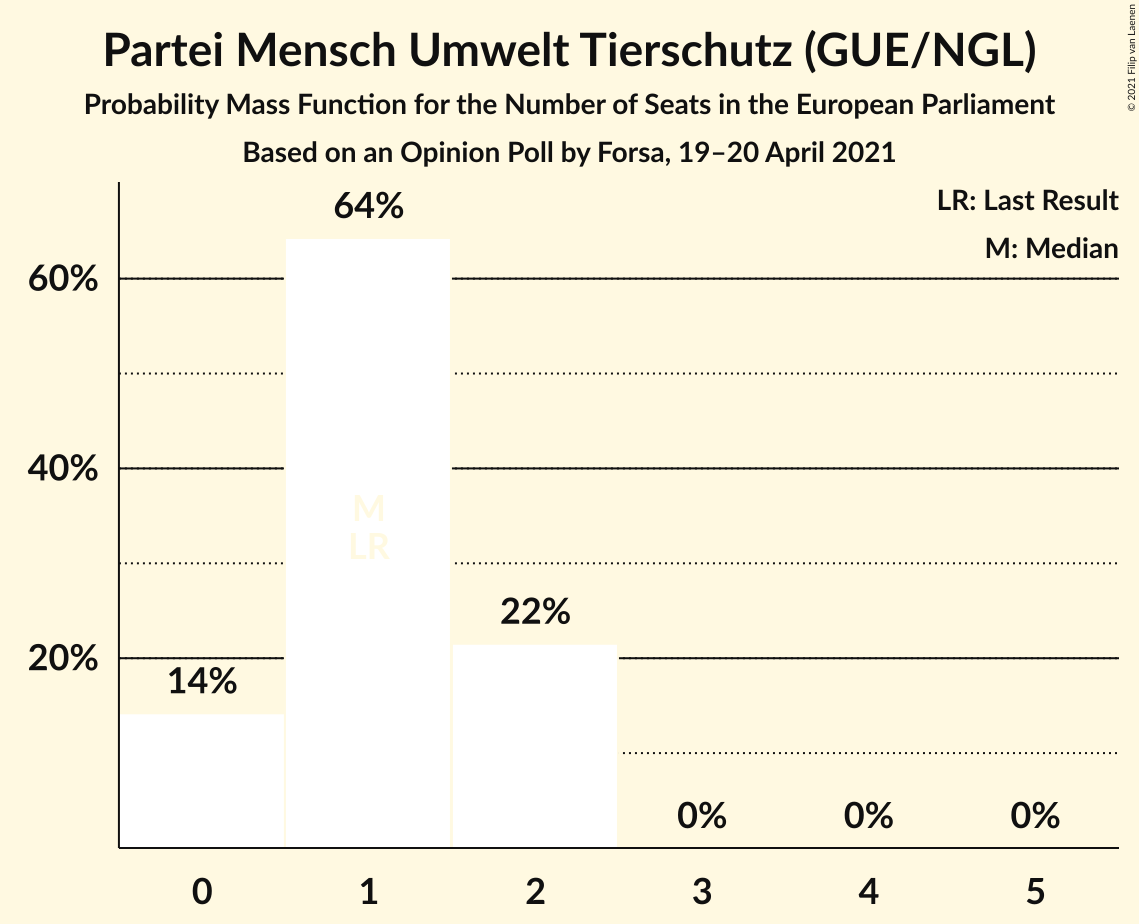 Partei Mensch Umwelt Tierschutz (GUE/NGL)
Probability Mass Function for the Number of Seats in the European Parliament
Based on an Opinion Poll by Forsa, 19–20 April 2021
© 2021 Filip van Laenen
LR: Last Result
M: Median
64%
60%
40%
M
LR
22%
20%
14%
0% 0% 0%
0 1 2 3 4 5